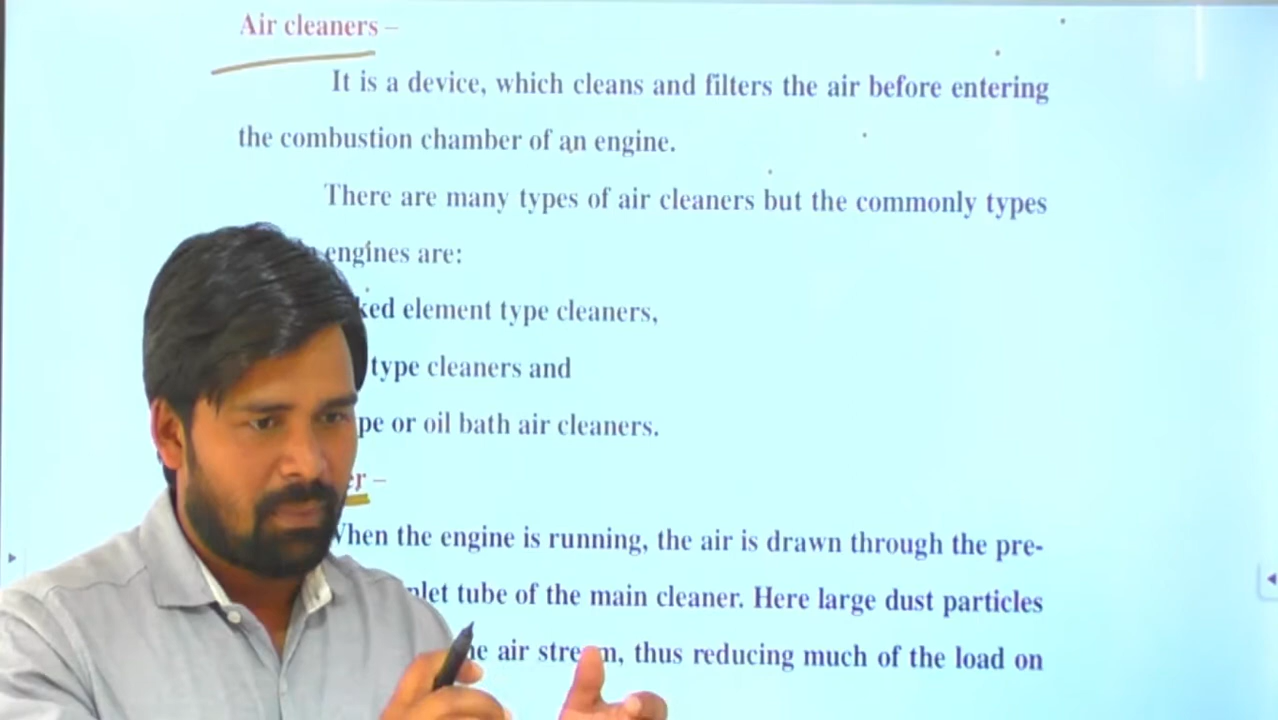 Air cleaners –
It is a device, which cleans and filters the air before entering
the combustion chamber of an engine.
There are many types of air cleaners but the commonly types
engines are:
element type cleaners,
type cleaners and
or oil bath air cleaners.
–
When the engine is running, the air is drawn through the pre-
tube of the main cleaner. Here large dust particles
air stream, thus reducing much of the load on